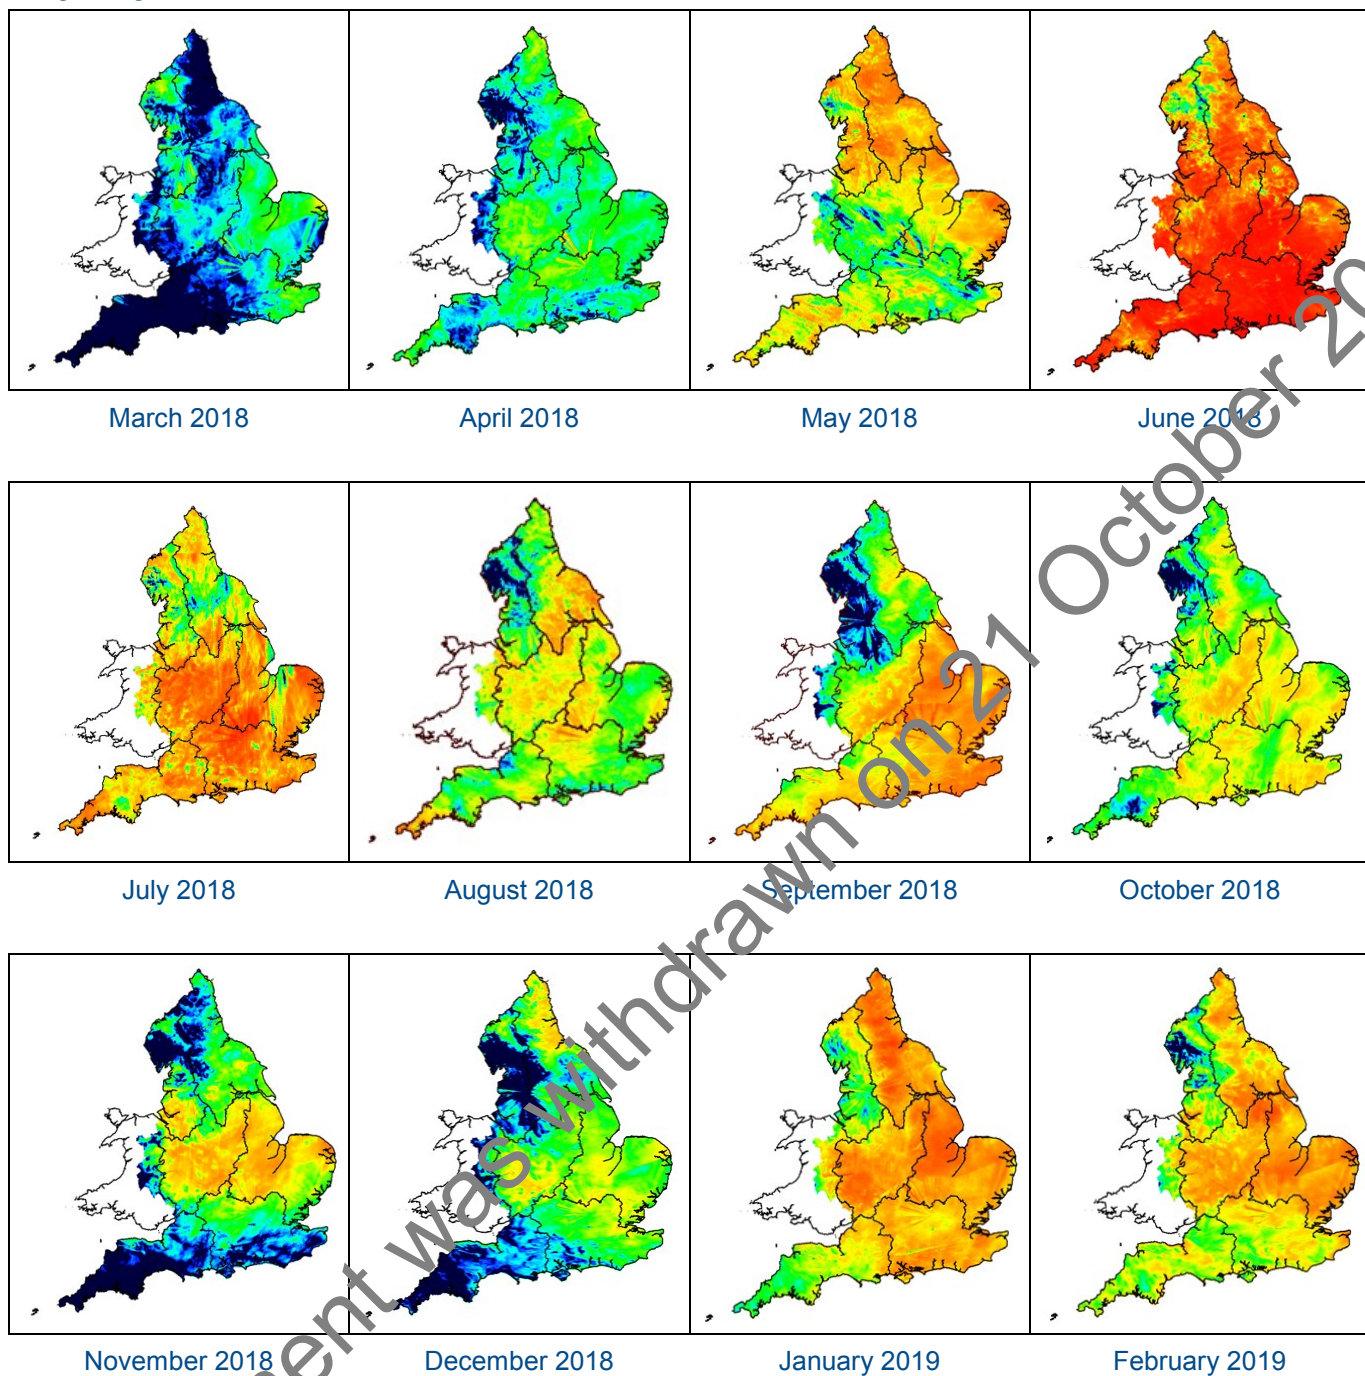 March 2018
April 2018
May 2018
June 2018
July 2018
August 2018
September 2018
October 2018
November 2018
December 2018
January 2019
February 2019
was withdrawn on 21 October